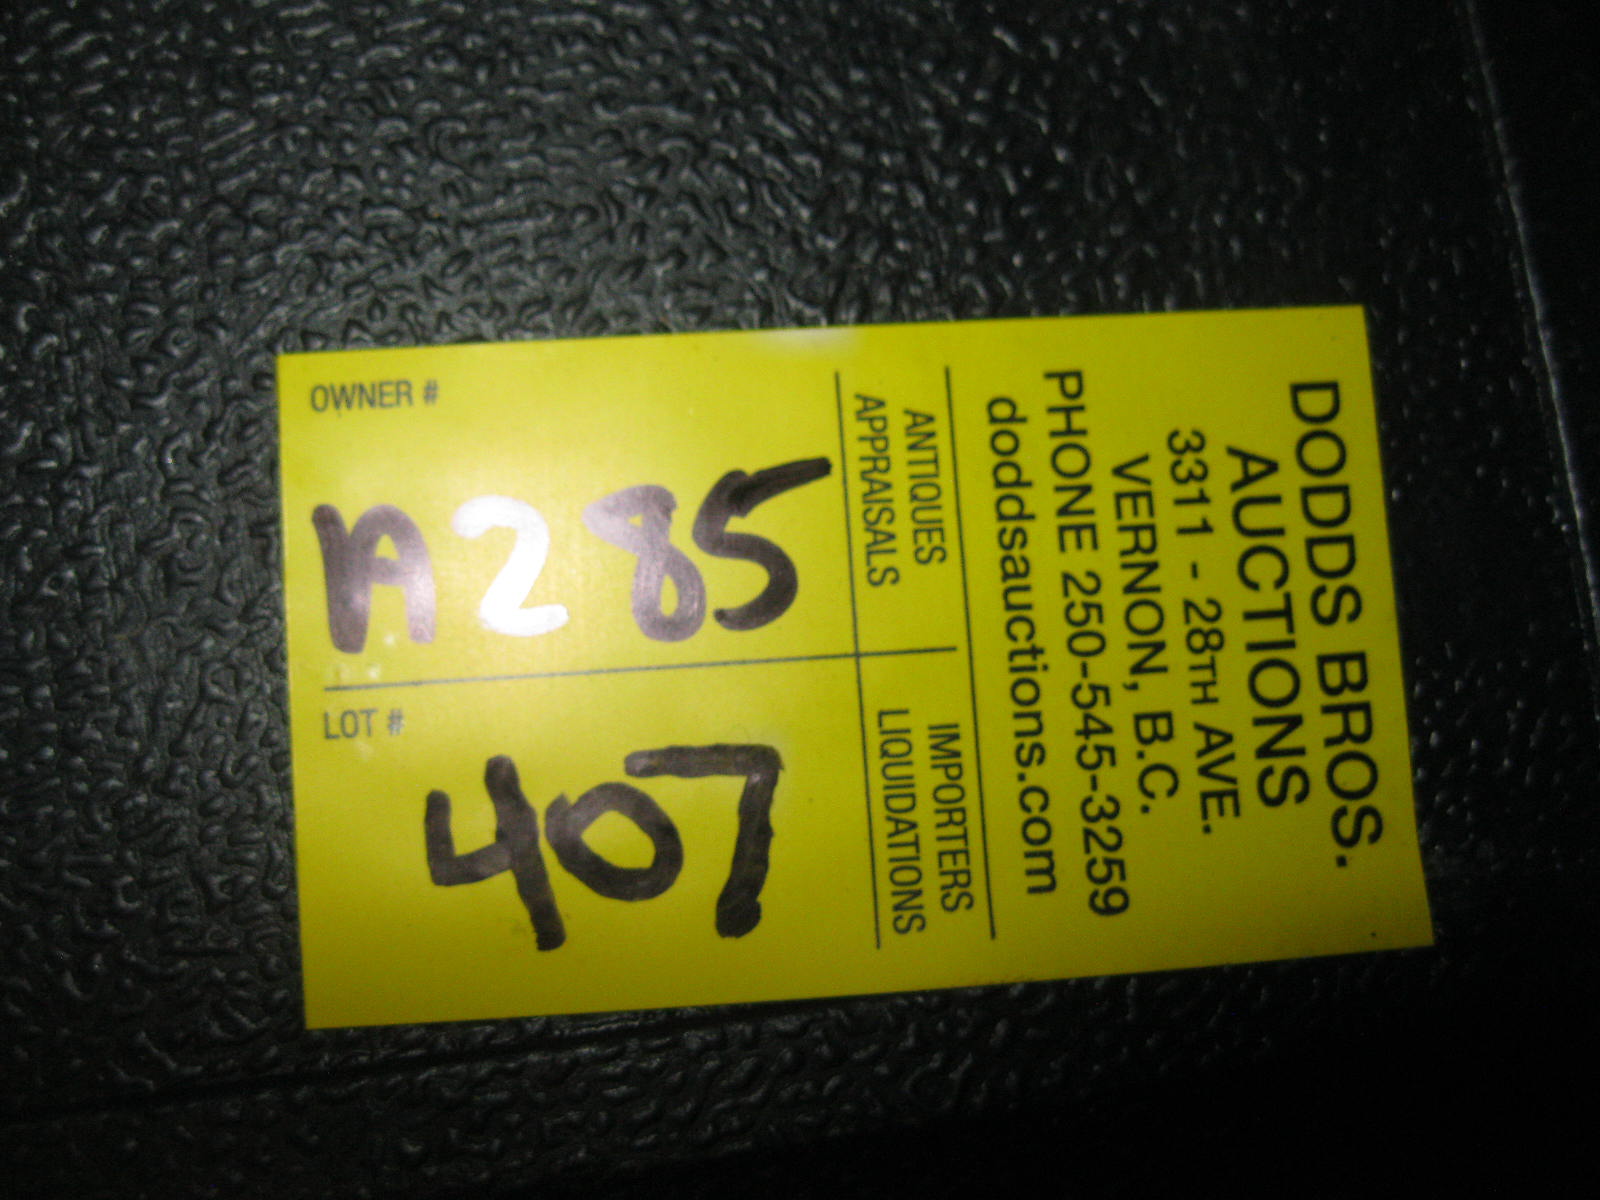 DODDS BROS.
AUCTIONS
3311 - 28TH AVE.
VERNON, B.C.
PHONE 250-545-3259
doddsauctions.com
ANTIQUES
APPRAISALS
IMPORTERS
LIQUIDATIONS
OWNER #
A285
LOT #
407